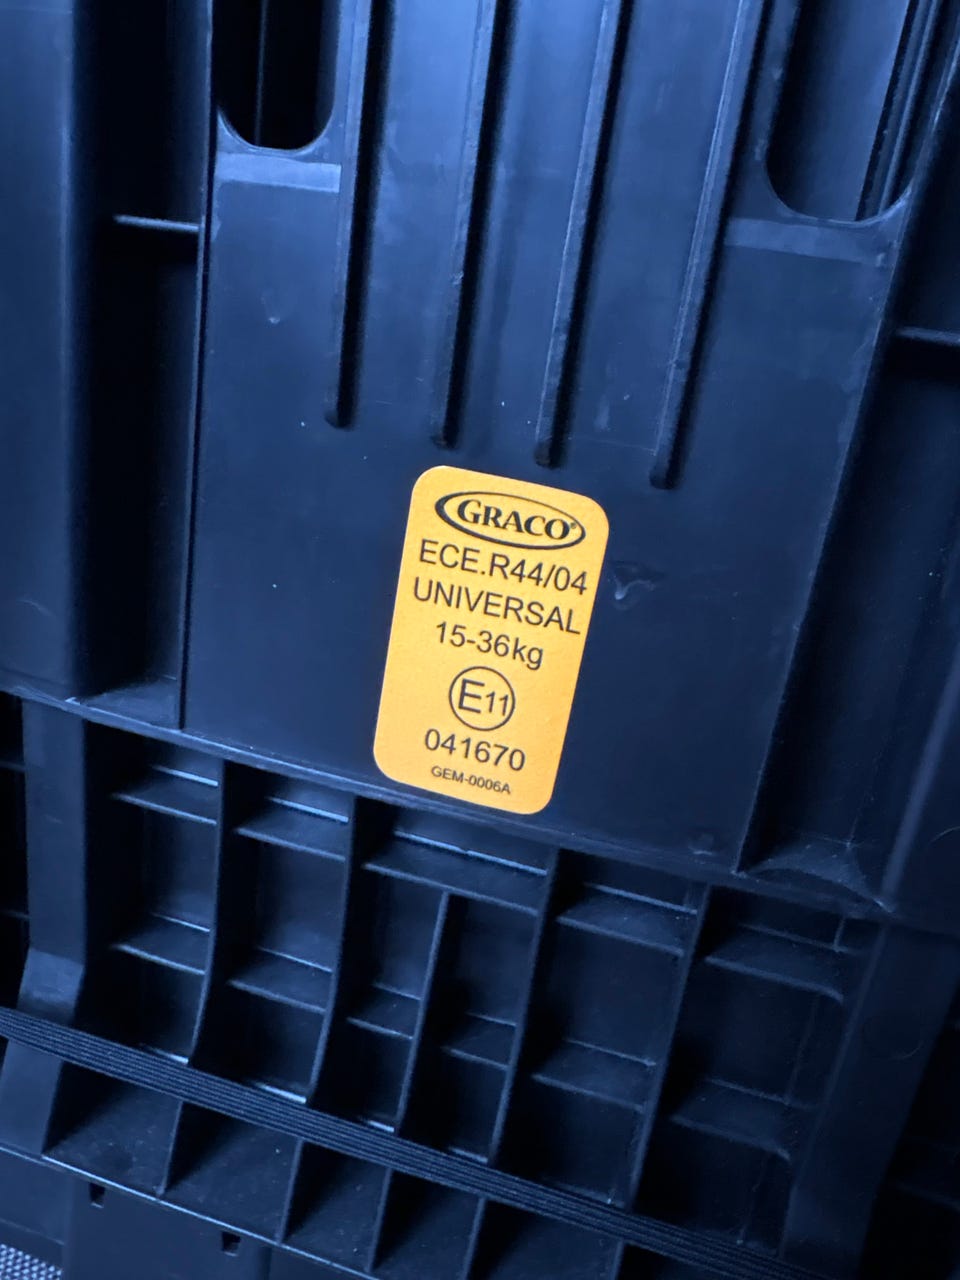 GRACO®
ECE.R44/04
UNIVERSAL
15-36kg
E11
041670
GEM-0006A